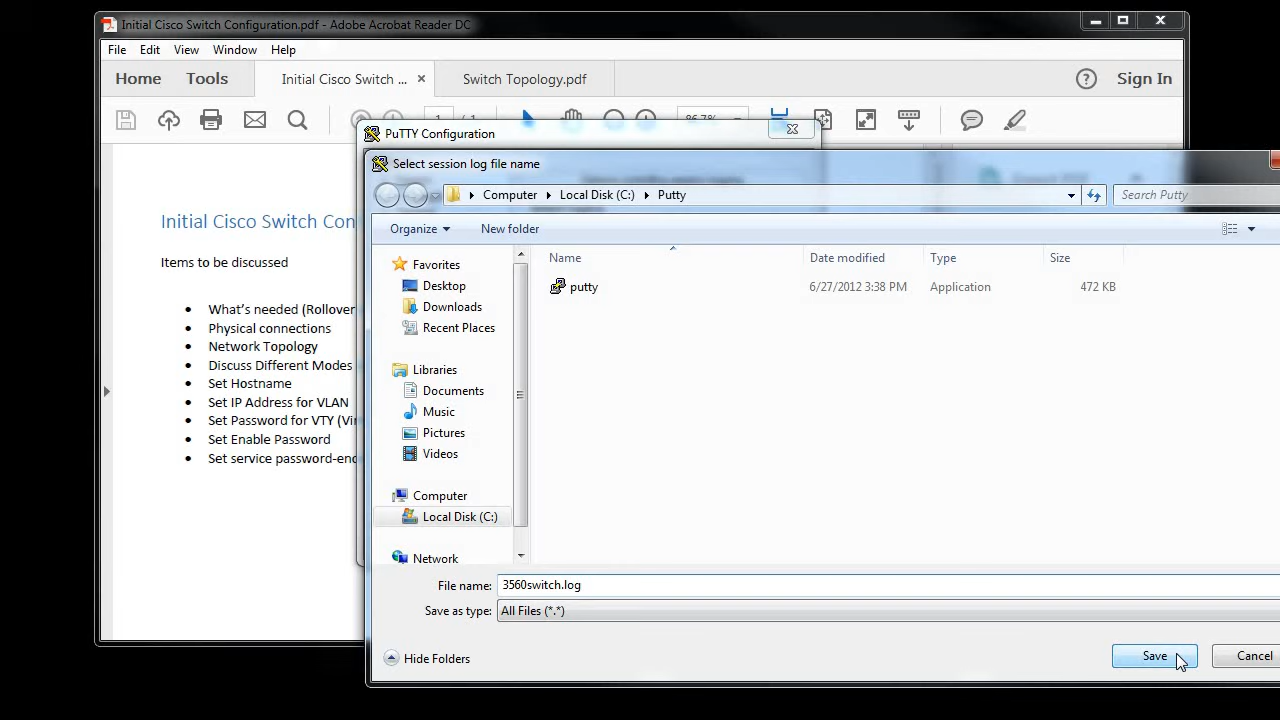 Initial Cisco Switch Configuration.pdf - Adobe Acrobat Reader DC
File Edit View Window Help
Home Tools Initial Cisco Switch ... × Switch Topology.pdf ? Sign In
1 / 1 86.7%
PuTTY Configuration
Select session log file name
Computer Local Disk (C:) Putty Search Putty
Organize New folder
Name Date modified Type Size
putty 6/27/2012 3:38 PM Application 472 KB
Favorites
Desktop
Downloads
Recent Places
Libraries
Documents
Music
Pictures
Videos
Computer
Local Disk (C:)
Network
Initial Cisco Switch Con
Items to be discussed
• What's needed (Rollover
• Physical connections
• Network Topology
• Discuss Different Modes
• Set Hostname
• Set IP Address for VLAN
• Set Password for VTY (Vir
• Set Enable Password
• Set service password-enc
File name: 3560switch.log
Save as type: All Files (*.*)
Hide Folders Save Cancel